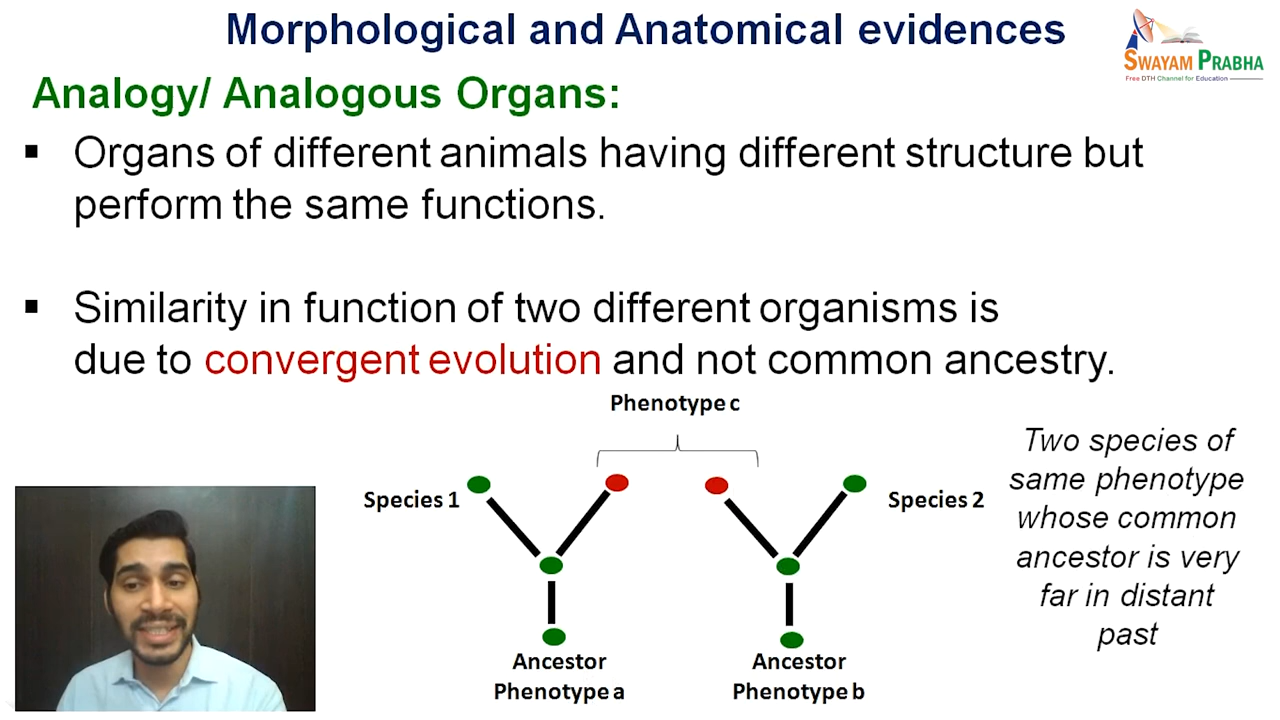 Morphological and Anatomical evidences
SWAYAM PRABHA
Free DTH Channel for Education
Analogy/ Analogous Organs:
▪ Organs of different animals having different structure but
perform the same functions.
▪ Similarity in function of two different organisms is
due to convergent evolution and not common ancestry.
Phenotype c
Species 1
Species 2
Ancestor
Phenotype a
Ancestor
Phenotype b
Two species of
same phenotype
whose common
ancestor is very
far in distant
past